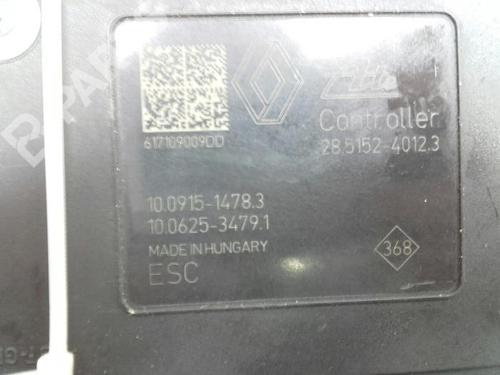 ate
Controller
28.5152-4012.3
617109009DD
10.0915-1478.3
10.0625-3479.1
MADE IN HUNGARY
ESC
368